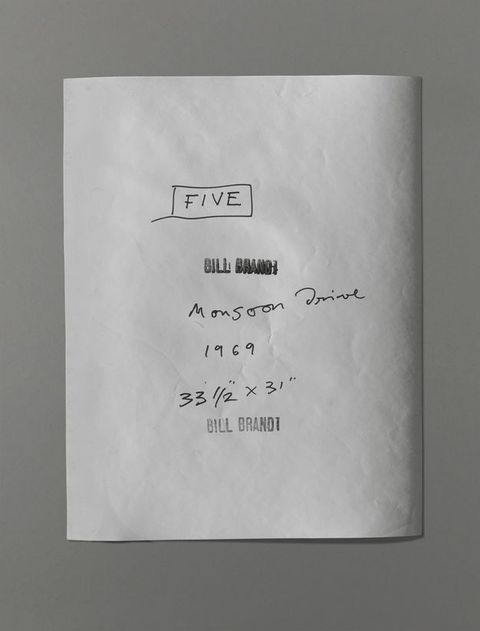 FIVE
BILL BRANDT
Monsoon Drive
1969
33 1/2" x 31"
BILL BRANDT